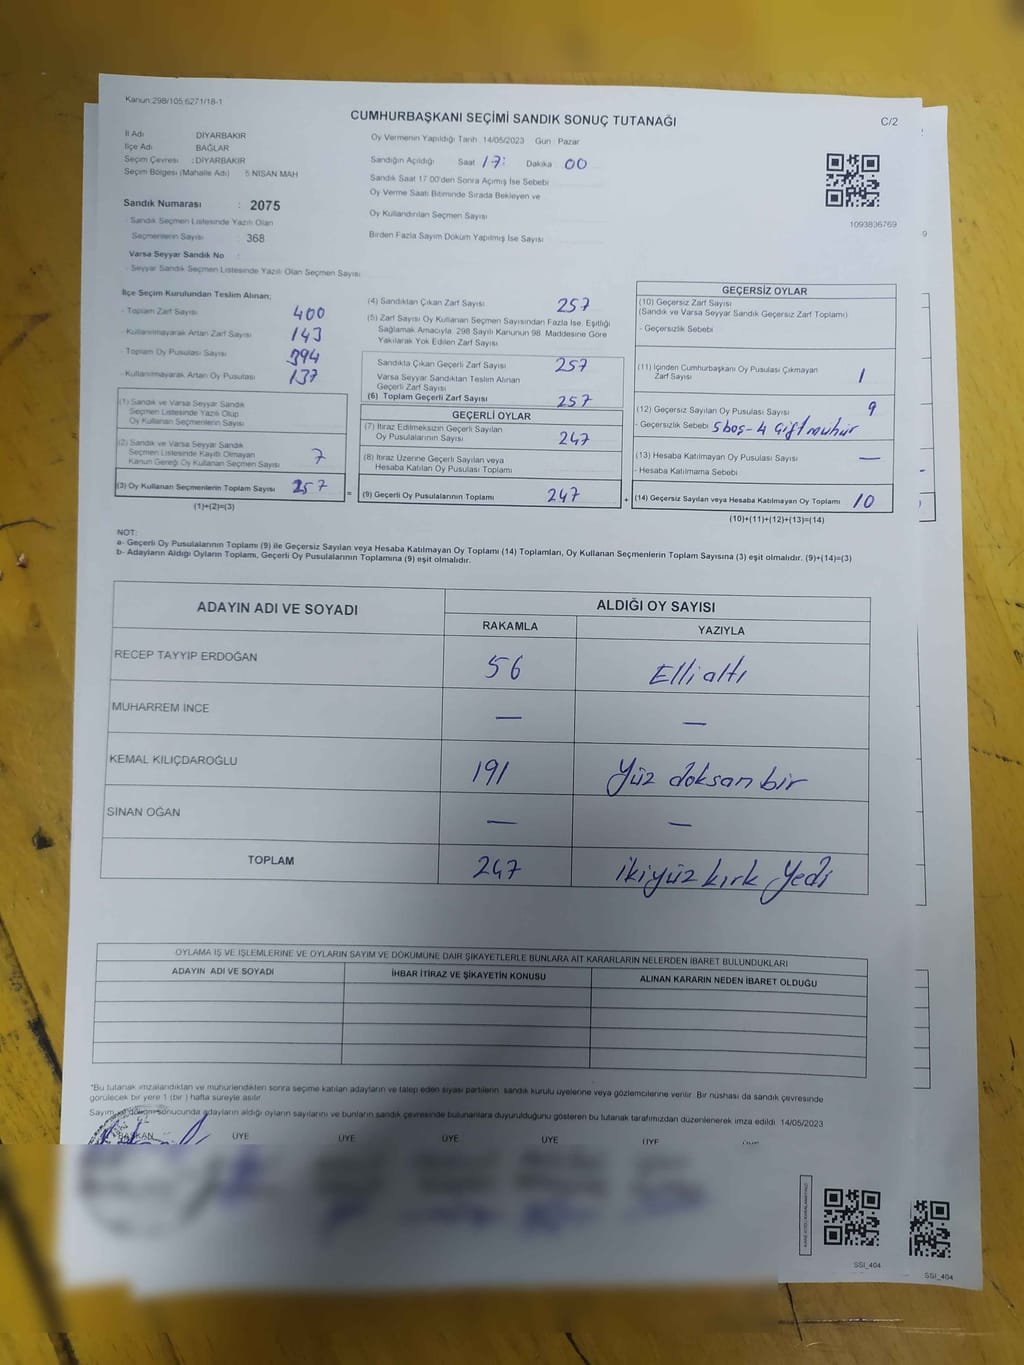 Kanun:298/105,6271/18-1
CUMHURBAŞKANI SEÇİMİ SANDIK SONUÇ TUTANAĞI
C/2
İl Adı DİYARBAKIR
İlçe Adı BAĞLAR
Seçim Çevresi : DİYARBAKIR
Seçim Bölgesi (Mahalle Adı) 5 NİSAN MAH
Sandık Numarası : 2075
- Sandık Seçmen Listesinde Yazılı Olan
Seçmenlerin Sayısı : 368
Varsa Seyyar Sandık No :
- Seyyar Sandık Seçmen Listesinde Yazılı Olan Seçmen Sayısı
Oy Vermenin Yapıldığı Tarih 14/05/2023 Gün Pazar
Sandığın Açıldığı Saat 17: Dakika 00
Sandık Saat 17:00'den Sonra Açılmış İse Sebebi
Oy Verme Saati Bitiminde Sırada Bekleyen ve
Oy Kullandırılan Seçmen Sayısı
Birden Fazla Sayım Döküm Yapılmış İse Sayısı
1093836769
İlçe Seçim Kurulundan Teslim Alınan;
- Toplam Zarf Sayısı 400
- Kullanılmayarak Artan Zarf Sayısı 143
- Toplam Oy Pusulası Sayısı 394
- Kullanılmayarak Artan Oy Pusulası 137
(1) Sandık ve Varsa Seyyar Sandık
Seçmen Listesinde Yazılı Olup
Oy Kullanan Seçmen Sayısı
(2) Sandık ve Varsa Seyyar Sandık
Seçmen Listesinde Kayıtlı Olmayan
Kanun Gereği Oy Kullanan Seçmen Sayısı 7
(3) Oy Kullanan Seçmenlerin Toplam Sayısı 257
(1)+(2)=(3)
(4) Sandıktan Çıkan Zarf Sayısı 257
(5) Zarf Sayısı Oy Kullanan Seçmen Sayısından Fazla İse, Eşitliği
Sağlamak Amacıyla, 298 Sayılı Kanunun 98. Maddesine Göre
Yakılarak Yok Edilen Zarf Sayısı
Sandıkta Çıkan Geçerli Zarf Sayısı 257
Varsa Seyyar Sandıktan Teslim Alınan
Geçerli Zarf Sayısı
(6) Toplam Geçerli Zarf Sayısı 257
GEÇERLİ OYLAR
(7) İtiraz Edilmeksizin Geçerli Sayılan
Oy Pusulalarının Sayısı 247
(8) İtiraz Üzerine Geçerli Sayılan veya
Hesaba Katılan Oy Pusulası Toplamı
= (9) Geçerli Oy Pusulalarının Toplamı 247
GEÇERSİZ OYLAR
(10) Geçersiz Zarf Sayısı
(Sandık ve Varsa Seyyar Sandık Geçersiz Zarf Toplamı)
- Geçersizlik Sebebi
(11) İçinden Cumhurbaşkanı Oy Pusulası Çıkmayan
Zarf Sayısı 1
(12) Geçersiz Sayılan Oy Pusulası Sayısı 9
- Geçersizlik Sebebi 5 boş - 4 Çift mühür
(13) Hesaba Katılmayan Oy Pusulası Sayısı —
- Hesaba Katılmama Sebebi
+ (14) Geçersiz Sayılan veya Hesaba Katılmayan Oy Toplamı 10
(10)+(11)+(12)+(13)=(14)
NOT:
a- Geçerli Oy Pusulalarının Toplamı (9) ile Geçersiz Sayılan veya Hesaba Katılmayan Oy Toplamı (14) Toplamları, Oy Kullanan Seçmenlerin Toplam Sayısına (3) eşit olmalıdır. (9)+(14)=(3)
b- Adayların Aldığı Oyların Toplamı, Geçerli Oy Pusulalarının Toplamına (9) eşit olmalıdır.
ADAYIN ADI VE SOYADI ALDIĞI OY SAYISI
RAKAMLA YAZIYLA
RECEP TAYYİP ERDOĞAN 56 Elli altı
MUHARREM İNCE — —
KEMAL KILIÇDAROĞLU 191 Yüz doksan bir
SİNAN OĞAN — —
TOPLAM 247 ikiyüz kırk Yedi
OYLAMA İŞ VE İŞLEMLERİNE VE OYLARIN SAYIM VE DÖKÜMÜNE DAİR ŞİKAYETLERLE BUNLARA AİT KARARLARIN NELERDEN İBARET BULUNDUKLARI
ADAYIN ADI VE SOYADI İHBAR İTİRAZ VE ŞİKAYETİN KONUSU ALINAN KARARIN NEDEN İBARET OLDUĞU
"Bu tutanak imzalandıktan ve mühürlendikten sonra seçime katılan adayların ve talep eden siyasi partilerin sandık kurulu üyelerine veya gözlemcilerine verilir. Bir nüshası da sandık çevresinde
görülecek bir yere 1 (bir ) hafta süreyle asılır.
Sayım ve döküm sonucunda adayların aldığı oyların sayılarını ve bunların sandık çevresinde bulunanlara duyurulduğunu gösteren bu tutanak tarafımızdan düzenlenerek imza edildi. 14/05/2023
BAŞKAN ÜYE ÜYE ÜYE ÜYE ÜYE
SSI_404
SSI_404